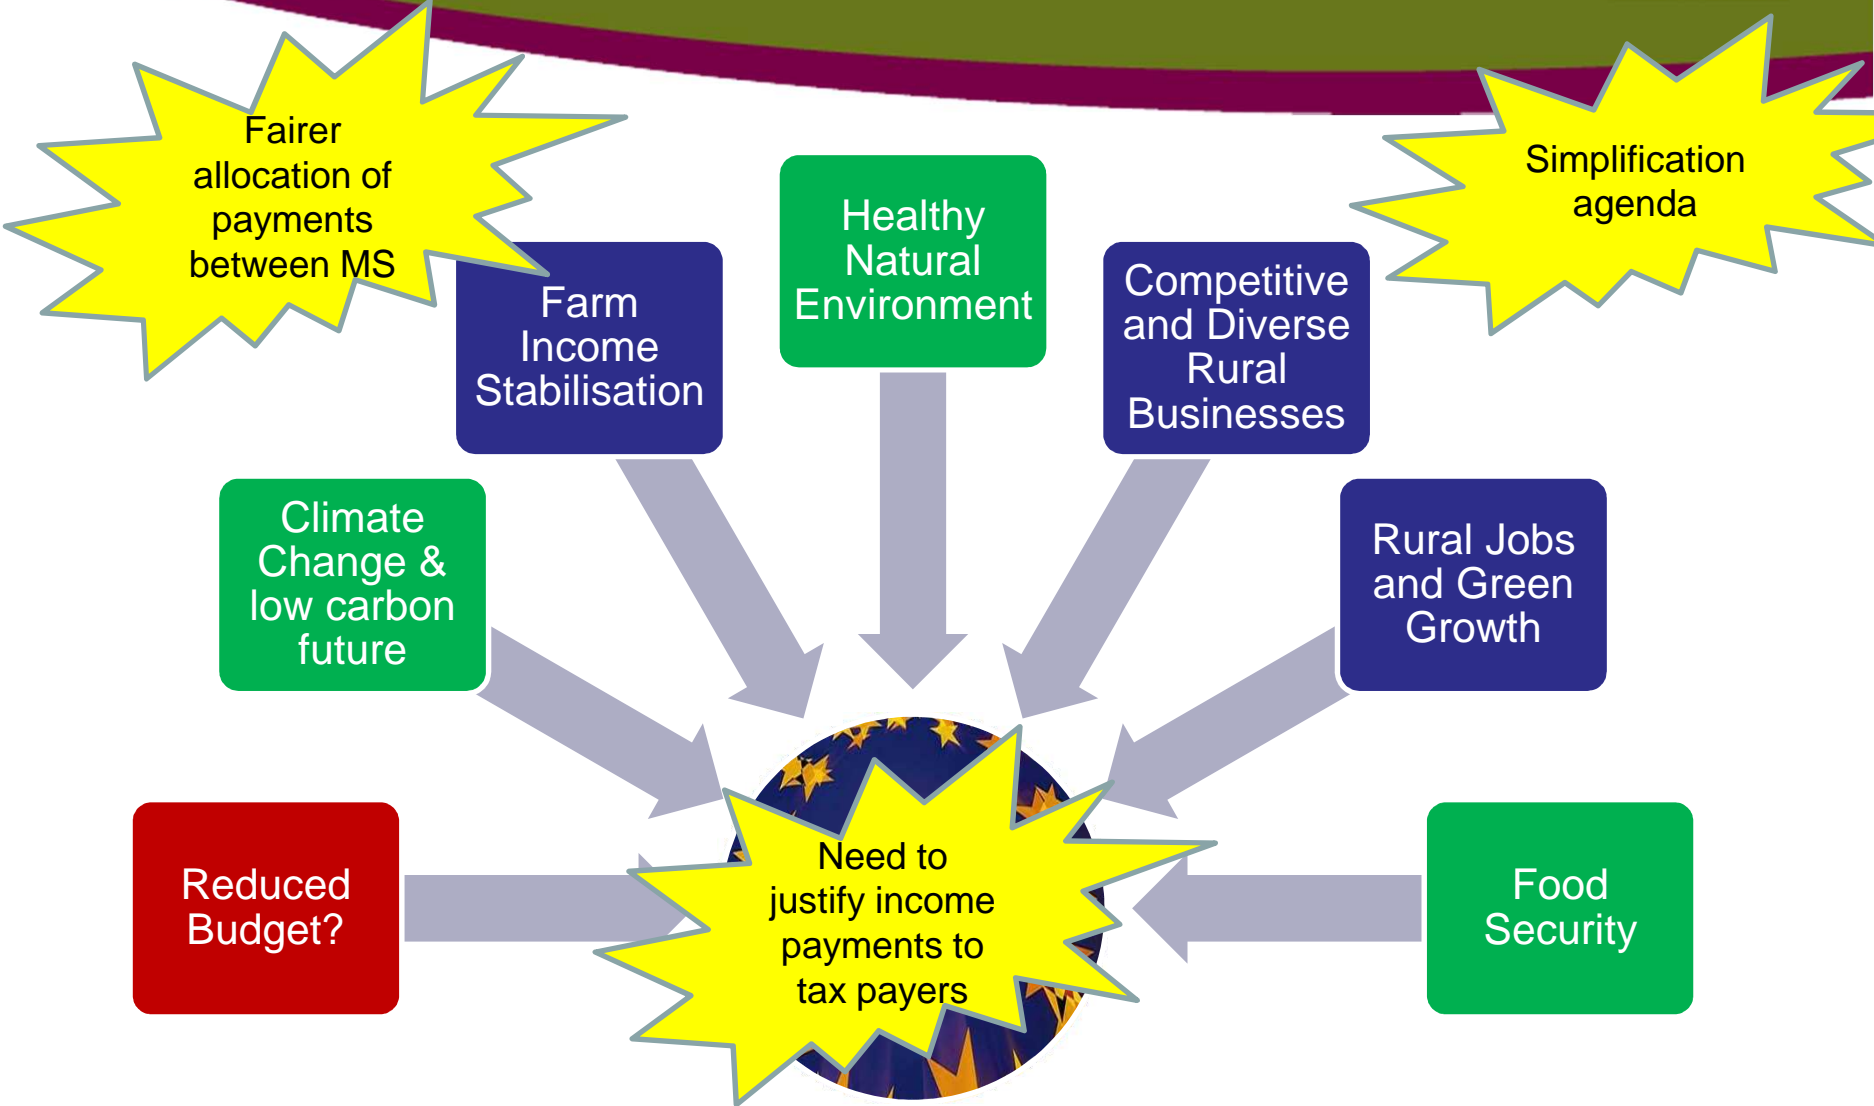 Fairer
allocation of
payments
between MS
Simplification
agenda
Healthy
Natural
Environment
Farm
Income
Stabilisation
Competitive
and Diverse
Rural
Businesses
Climate
Change &
low carbon
future
Rural Jobs
and Green
Growth
Reduced
Budget?
Need to
justify income
payments to
tax payers
Food
Security